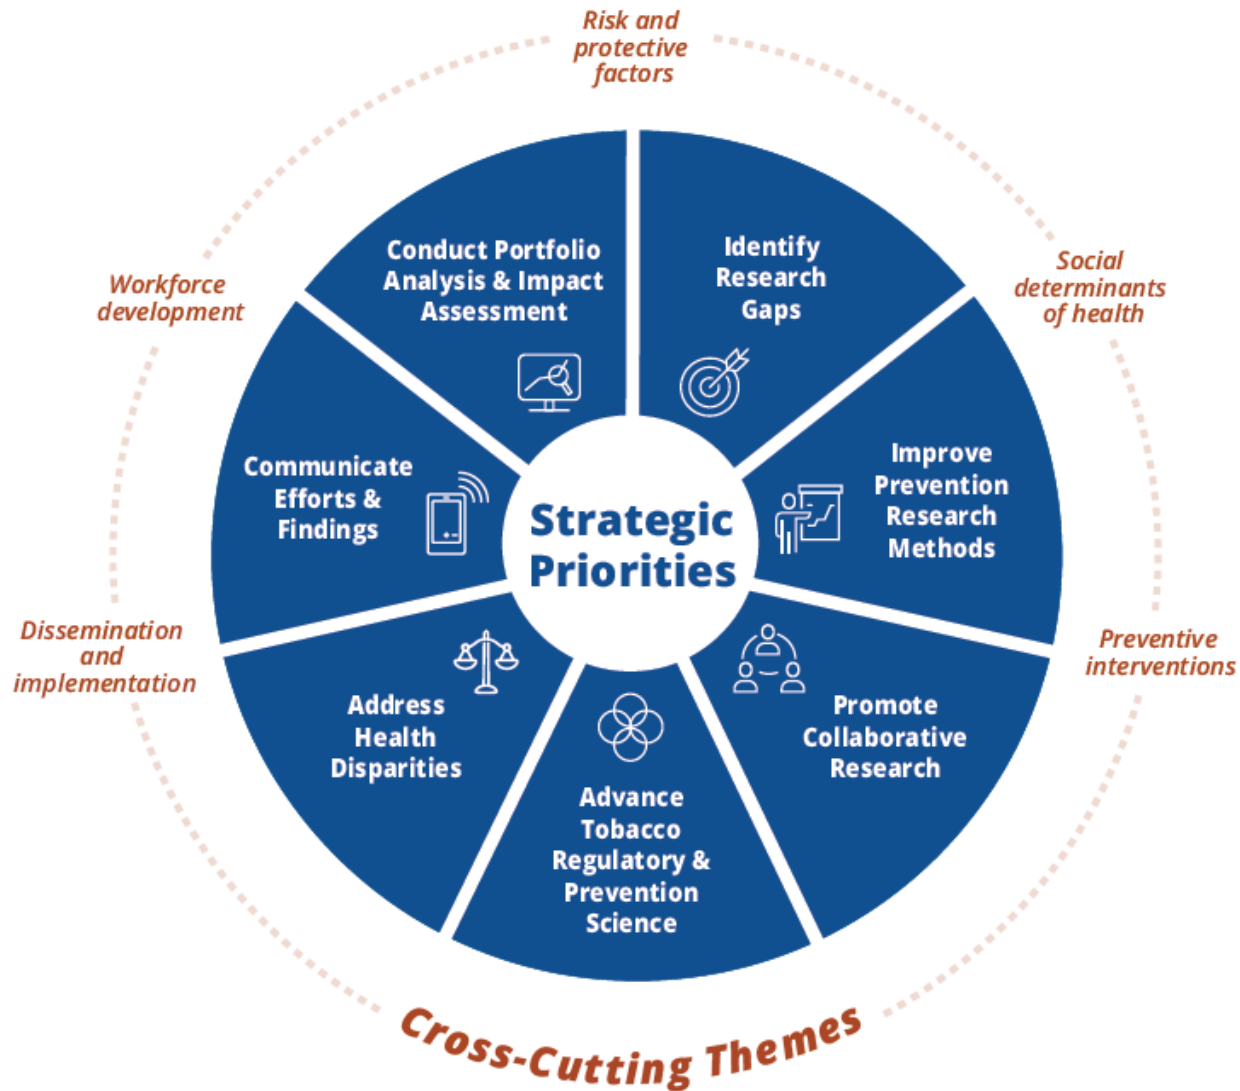 Risk and
protective
factors
Social
determinants
of health
Preventive
interventions
Dissemination
and
implementation
Workforce
development
Conduct Portfolio
Analysis & Impact
Assessment
Identify
Research
Gaps
Improve
Prevention
Research
Methods
Promote
Collaborative
Research
Advance
Tobacco
Regulatory &
Prevention
Science
Address
Health
Disparities
Communicate
Efforts &
Findings
Strategic
Priorities
Cross-Cutting Themes